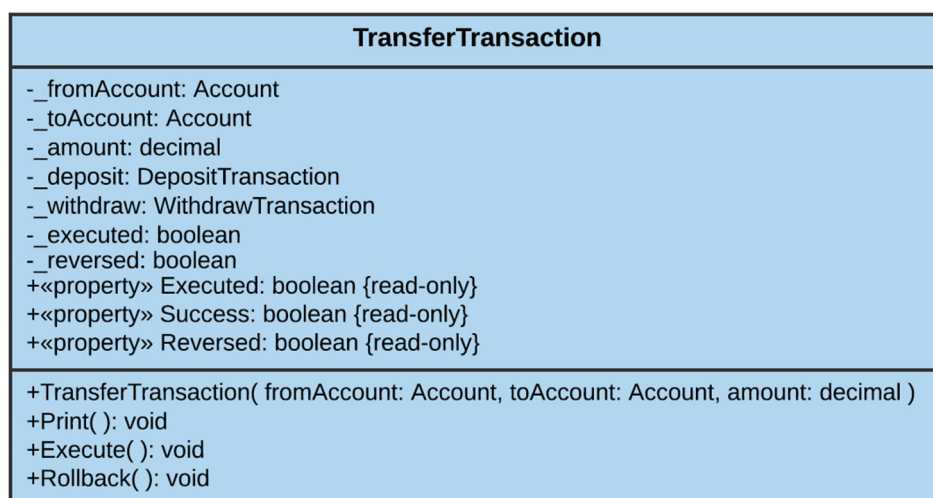 TransferTransaction
-_fromAccount: Account
-_toAccount: Account
-_amount: decimal
-_deposit: DepositTransaction
-_withdraw: WithdrawTransaction
-_executed: boolean
-_reversed: boolean
+«property» Executed: boolean {read-only}
+«property» Success: boolean {read-only}
+«property» Reversed: boolean {read-only}
+TransferTransaction( fromAccount: Account, toAccount: Account, amount: decimal )
+Print( ): void
+Execute( ): void
+Rollback( ): void